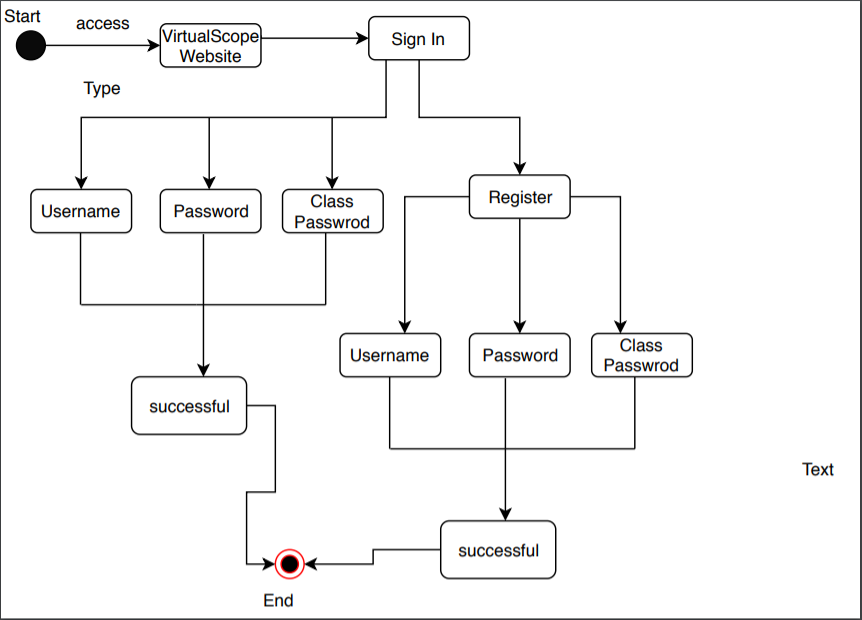 Start
access
VirtualScope
Website
Sign In
Type
Username
Password
Class
Passwrod
Register
Username
Password
Class
Passwrod
successful
Text
successful
End